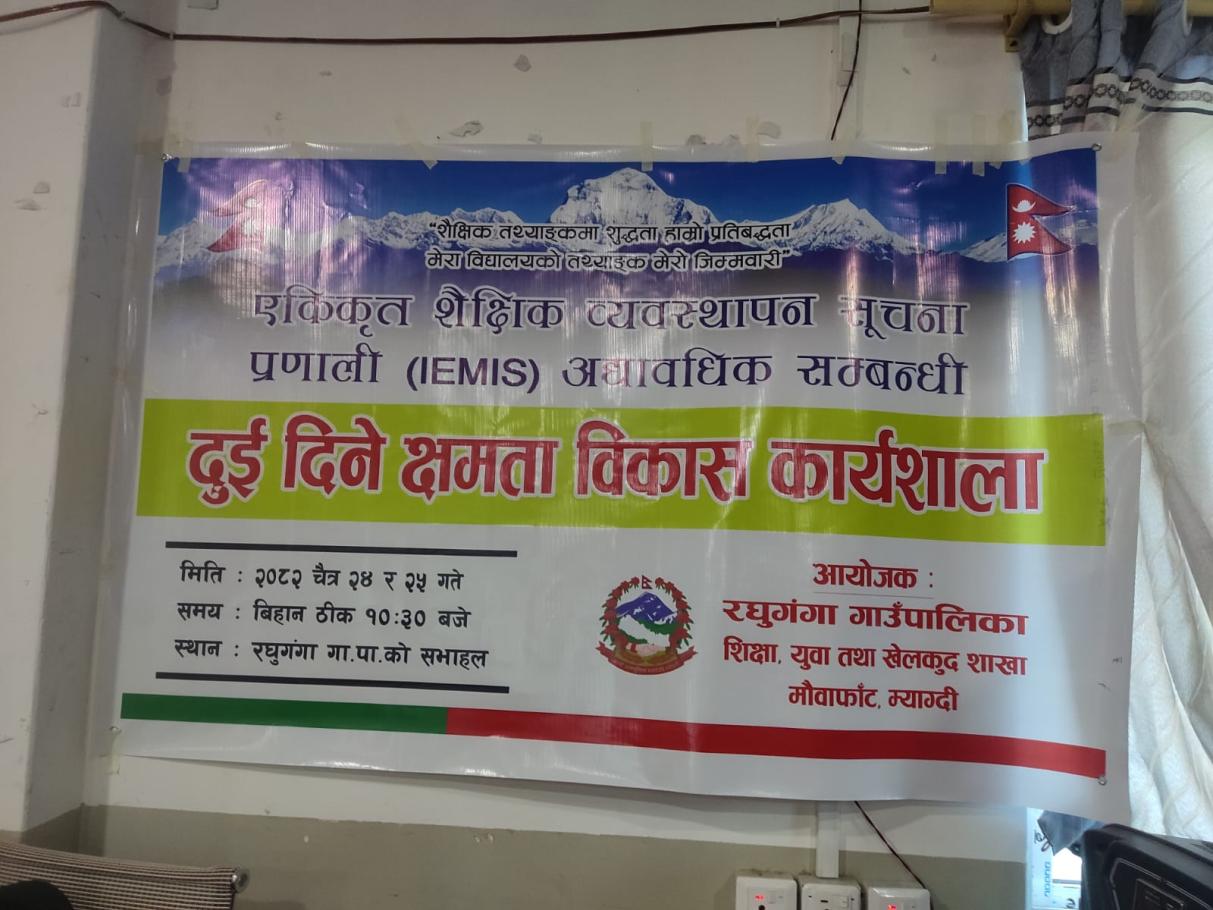 “शैक्षिक तथ्याङ्कमा शुद्धता हाम्रो प्रतिबद्धता
मेरा विद्यालयको तथ्याङ्क मेरो जिम्मवारी”
एकिकृत शैक्षिक व्यवस्थापन सूचना
प्रणाली (IEMIS) अद्यावधिक सम्बन्धी
दुई दिने क्षमता विकास कार्यशाला
मिति : २०८२ चैत्र २४ र २५ गते
समय : बिहान ठीक १०:३० बजे
स्थान : रघुगंगा गा.पा.को सभाहल
आयोजक :
रघुगंगा गाउँपालिका
शिक्षा, युवा तथा खेलकुद शाखा
मौवाफाँट, म्याग्दी